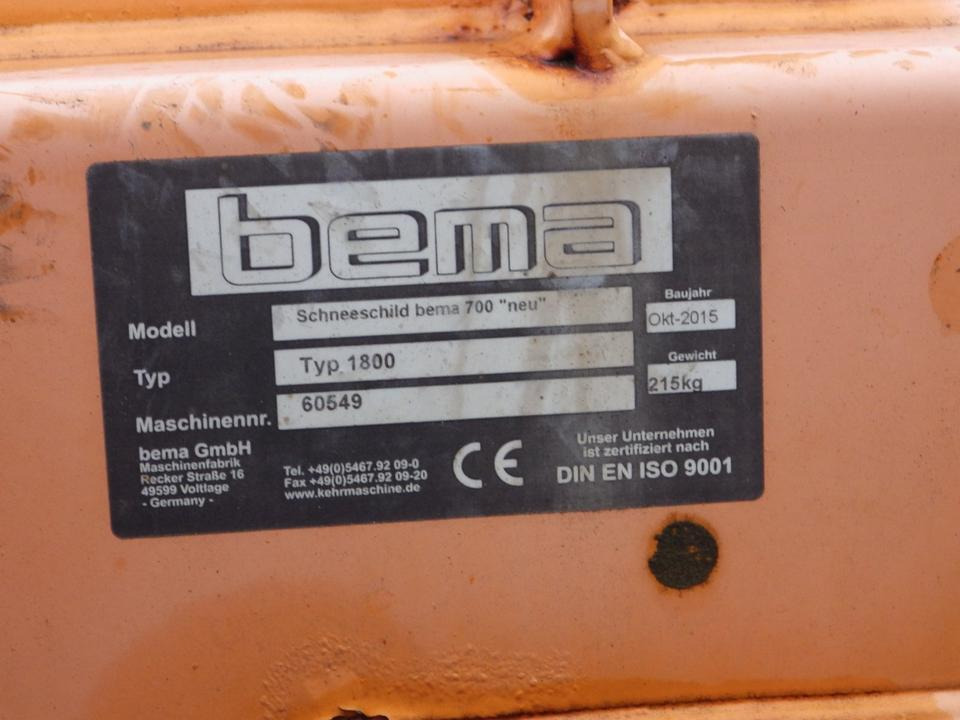 bema
Modell Schneeschild bema 700 "neu"
Baujahr
Okt-2015
Typ Typ 1800
Gewicht
215kg
Maschinennr. 60549
bema GmbH
Maschinenfabrik
Recker Straße 16
49599 Voltlage
- Germany -
Tel. +49(0)5467.92 09-0
Fax +49(0)5467.92 09-20
www.kehrmaschine.de
CE
Unser Unternehmen
ist zertifiziert nach
DIN EN ISO 9001